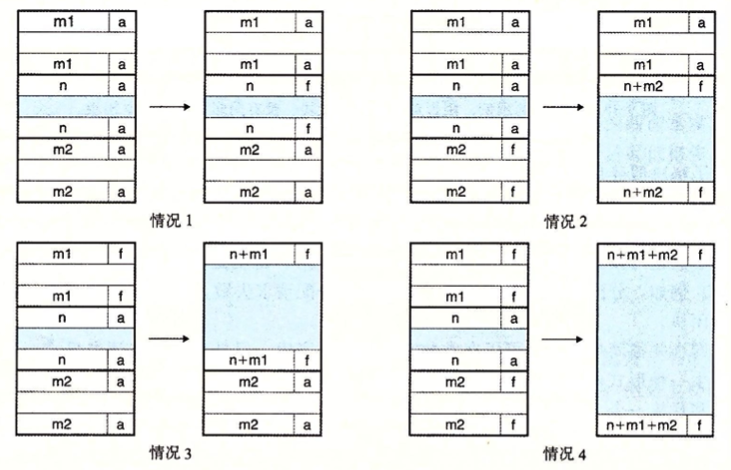 m1 a
m1 a
n a
n a
m2 a
m2 a
m1 a
m1 a
n f
n f
m2 a
m2 a
情况 1
m1 a
m1 a
n a
n a
m2 f
m2 f
m1 a
m1 a
n+m2 f
n+m2 f
情况 2
m1 f
m1 f
n a
n a
m2 a
m2 a
n+m1 f
n+m1 f
m2 a
m2 a
情况 3
m1 f
m1 f
n a
n a
m2 f
m2 f
n+m1+m2 f
n+m1+m2 f
情况 4